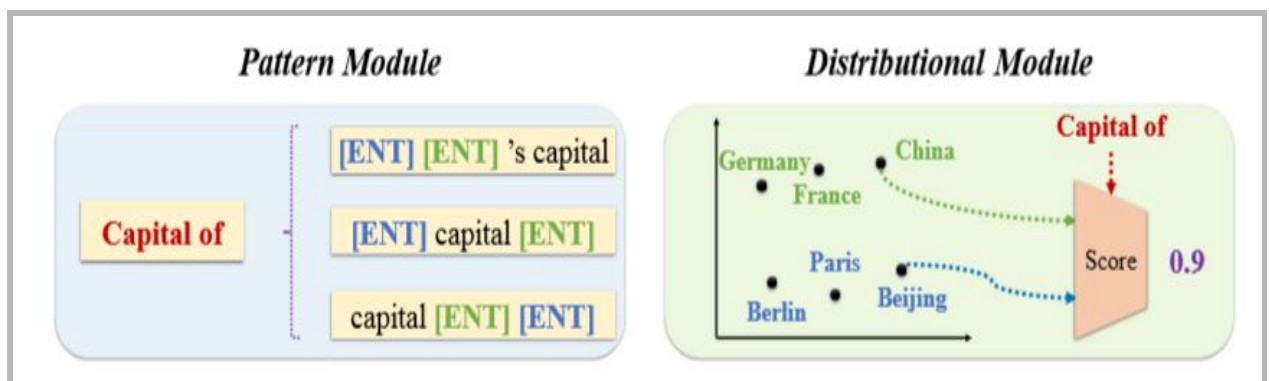 Pattern Module
Capital of
[ENT] [ENT] 's capital
[ENT] capital [ENT]
capital [ENT] [ENT]
Distributional Module
Capital of
Germany
France
China
Paris
Berlin
Beijing
Score
0.9